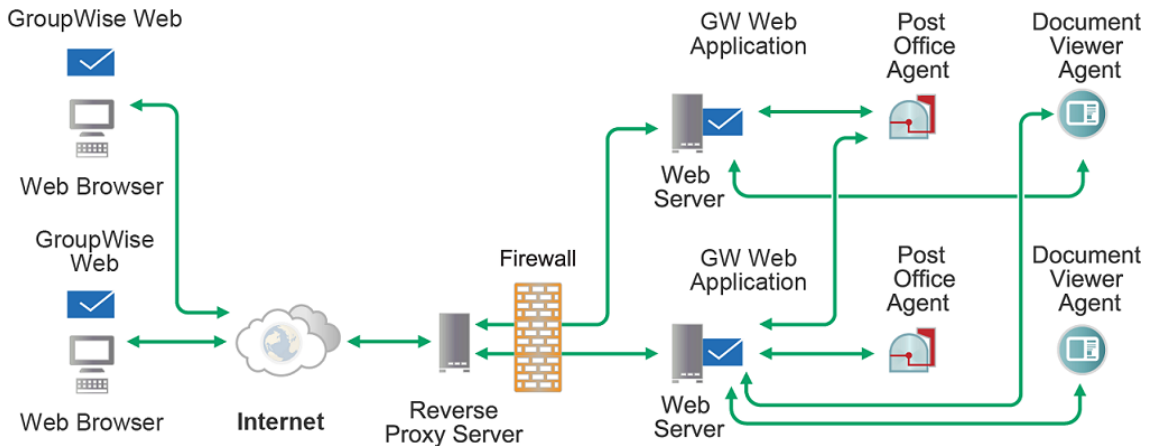 GroupWise Web
Web Browser
GroupWise
Web
Web Browser
Internet
Reverse
Proxy Server
Firewall
GW Web
Application
Web
Server
Post
Office
Agent
Document
Viewer
Agent
GW Web
Application
Web
Server
Post
Office
Agent
Document
Viewer
Agent